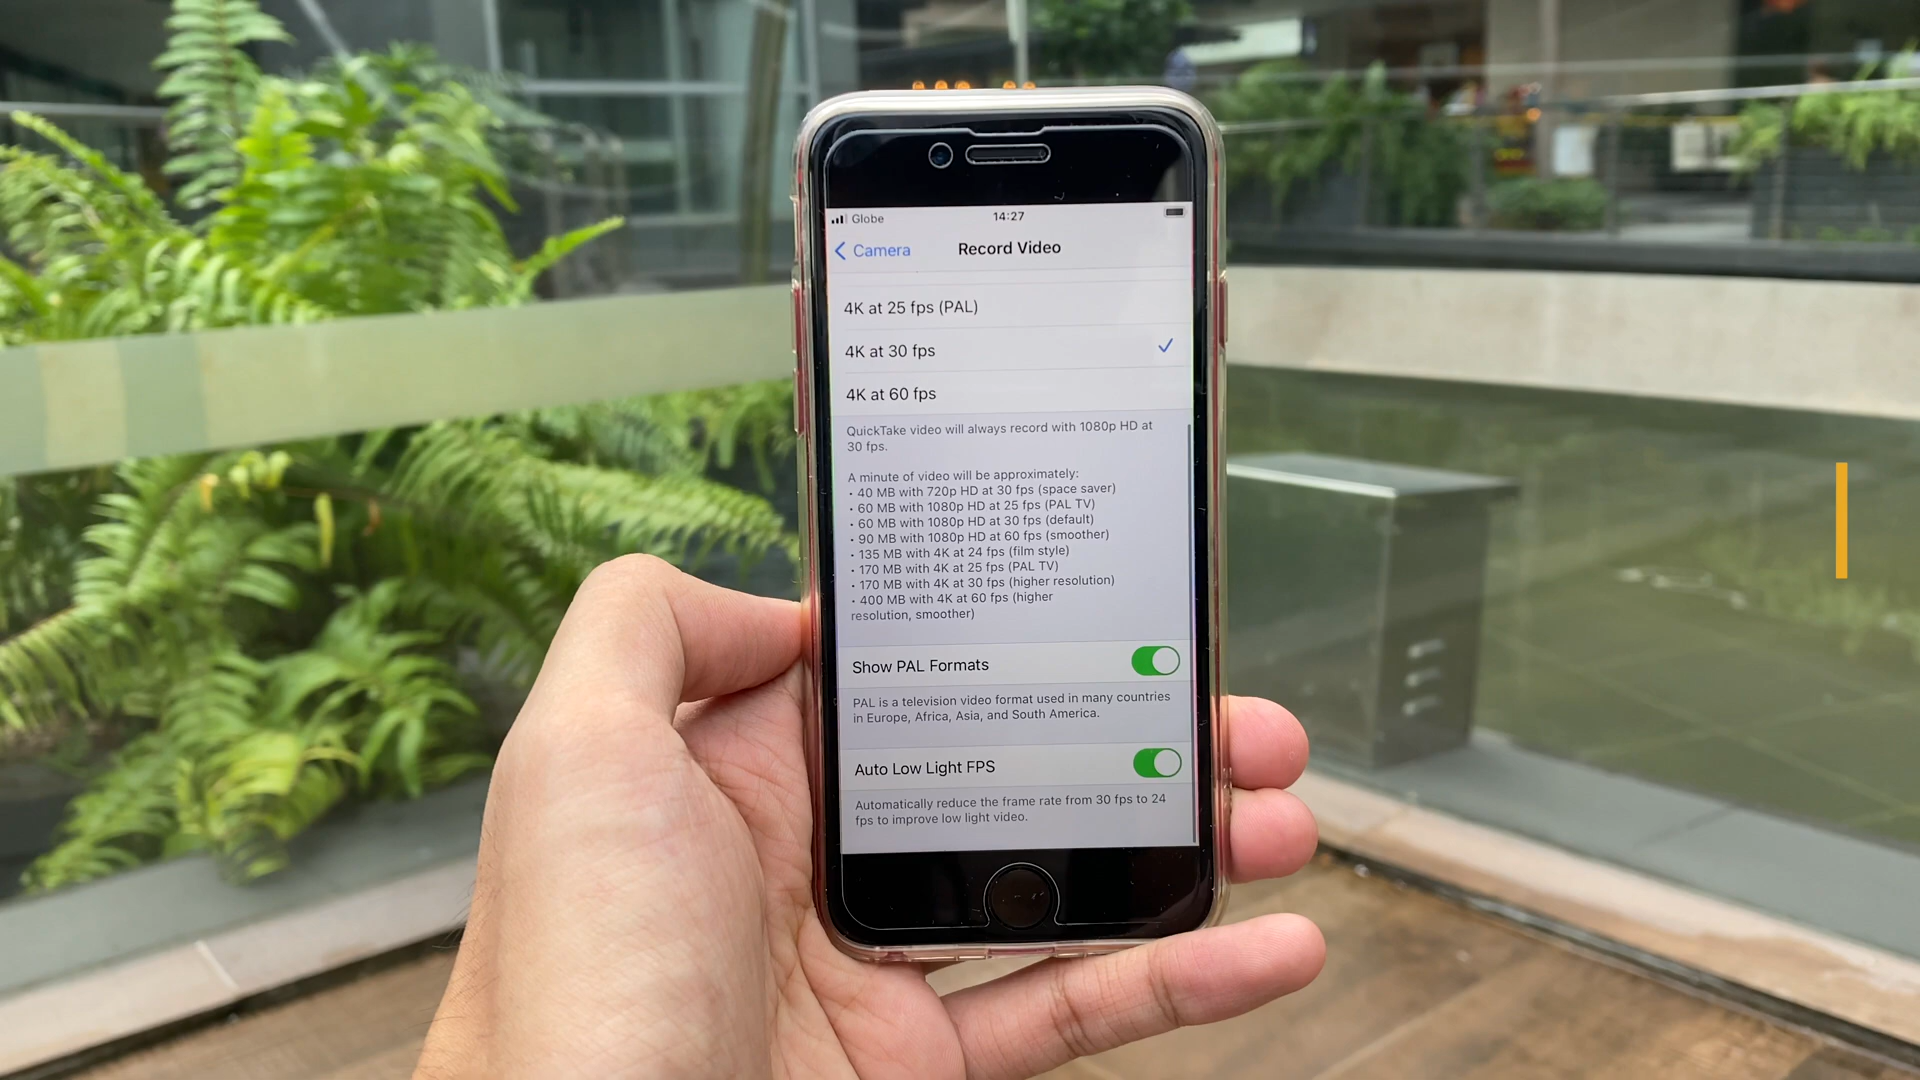 Globe 14:27
Camera Record Video
4K at 25 fps (PAL)
4K at 30 fps
4K at 60 fps
QuickTake video will always record with 1080p HD at
30 fps.
A minute of video will be approximately:
• 40 MB with 720p HD at 30 fps (space saver)
• 60 MB with 1080p HD at 25 fps (PAL TV)
• 60 MB with 1080p HD at 30 fps (default)
• 90 MB with 1080p HD at 60 fps (smoother)
• 135 MB with 4K at 24 fps (film style)
• 170 MB with 4K at 25 fps (PAL TV)
• 170 MB with 4K at 30 fps (higher resolution)
• 400 MB with 4K at 60 fps (higher
resolution, smoother)
Show PAL Formats
PAL is a television video format used in many countries
in Europe, Africa, Asia, and South America.
Auto Low Light FPS
Automatically reduce the frame rate from 30 fps to 24
fps to improve low light video.